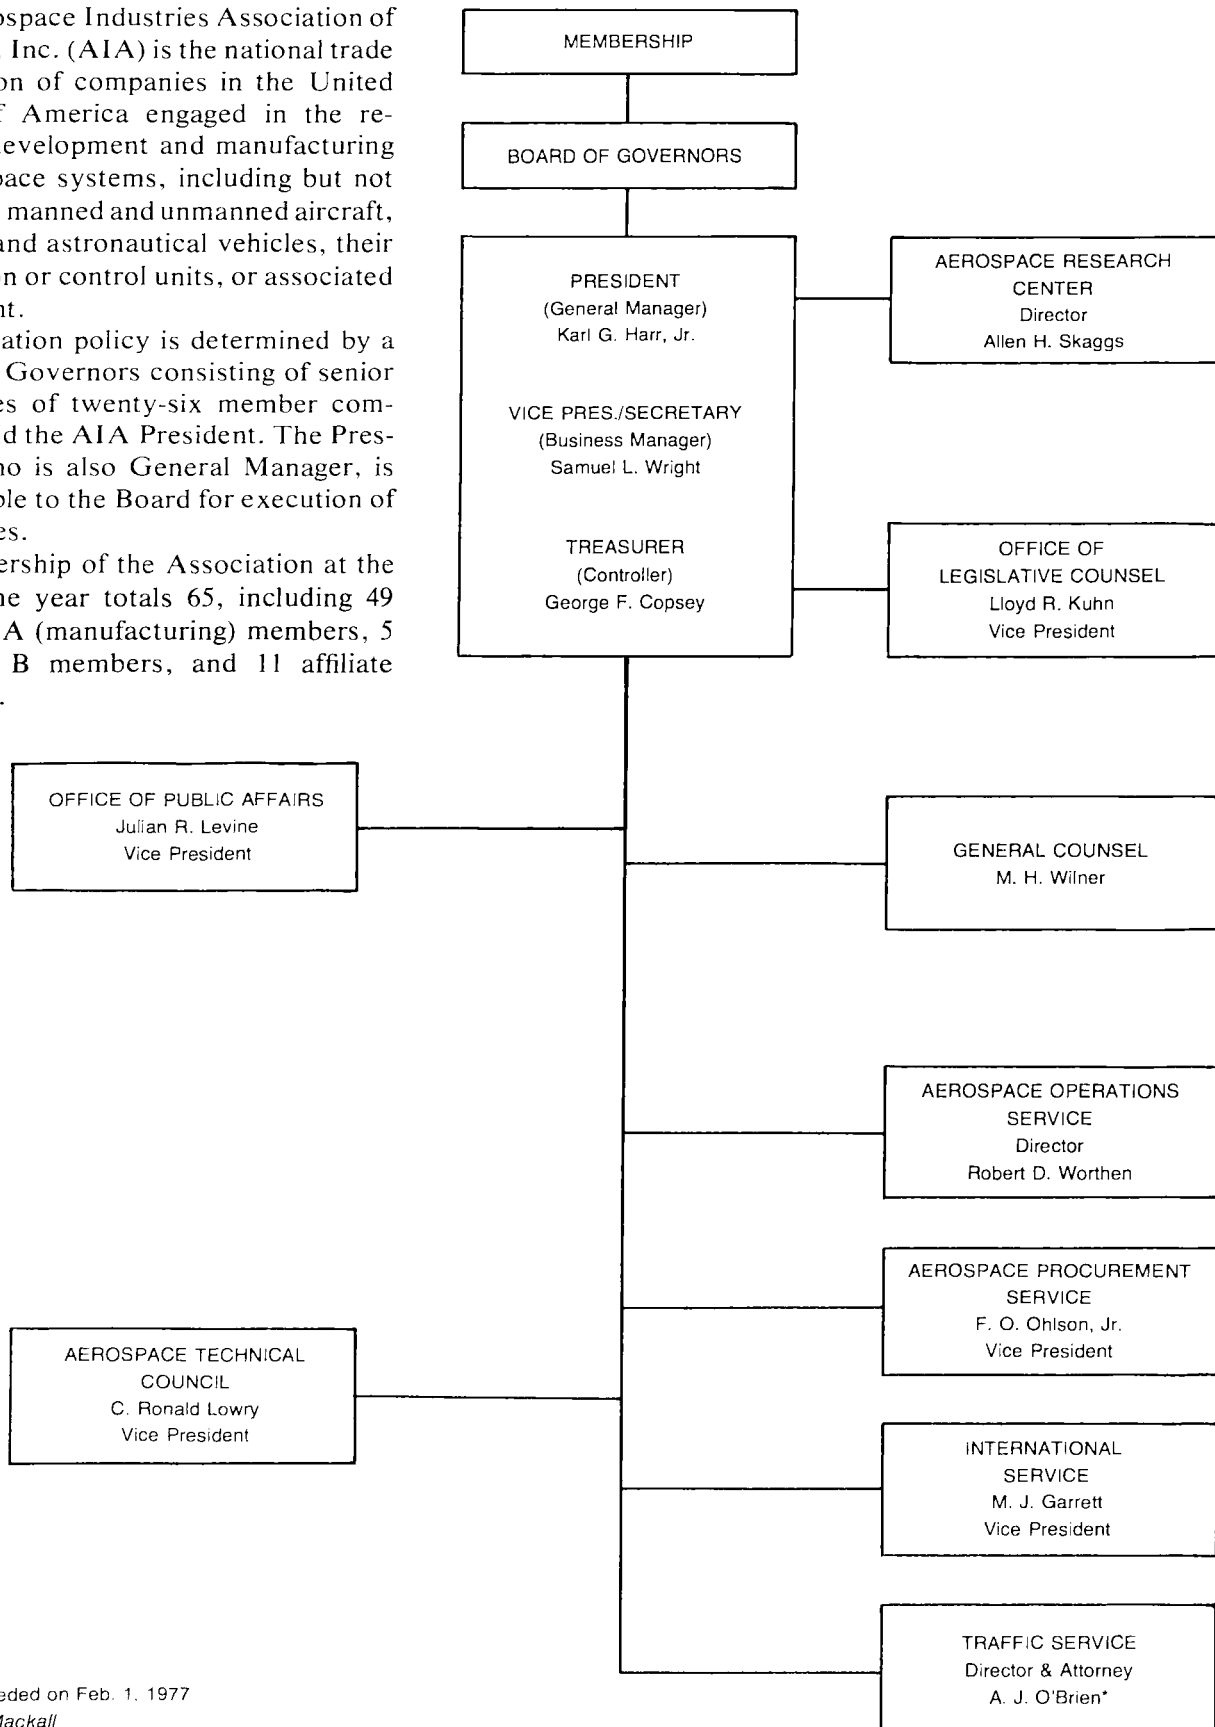 ospace Industries Association of
Inc. (AIA) is the national trade
on of companies in the United
f America engaged in the re-
evelopment and manufacturing
pace systems, including but not
manned and unmanned aircraft,
and astronautical vehicles, their
on or control units, or associated
nt.
ation policy is determined by a
Governors consisting of senior
es of twenty-six member com-
d the AIA President. The Pres-
no is also General Manager, is
ble to the Board for execution of
es.
ership of the Association at the
ne year totals 65, including 49
A (manufacturing) members, 5
B members, and 11 affiliate
.
MEMBERSHIP
BOARD OF GOVERNORS
PRESIDENT
(General Manager)
Karl G. Harr, Jr.
VICE PRES./SECRETARY
(Business Manager)
Samuel L. Wright
TREASURER
(Controller)
George F. Copsey
AEROSPACE RESEARCH
CENTER
Director
Allen H. Skaggs
OFFICE OF
LEGISLATIVE COUNSEL
Lloyd R. Kuhn
Vice President
OFFICE OF PUBLIC AFFAIRS
Julian R. Levine
Vice President
GENERAL COUNSEL
M. H. Wilner
AEROSPACE OPERATIONS
SERVICE
Director
Robert D. Worthen
AEROSPACE PROCUREMENT
SERVICE
F. O. Ohlson, Jr.
Vice President
AEROSPACE TECHNICAL
COUNCIL
C. Ronald Lowry
Vice President
INTERNATIONAL
SERVICE
M. J. Garrett
Vice President
TRAFFIC SERVICE
Director & Attorney
A. J. O'Brien*
eded on Feb. 1, 1977
Mackall